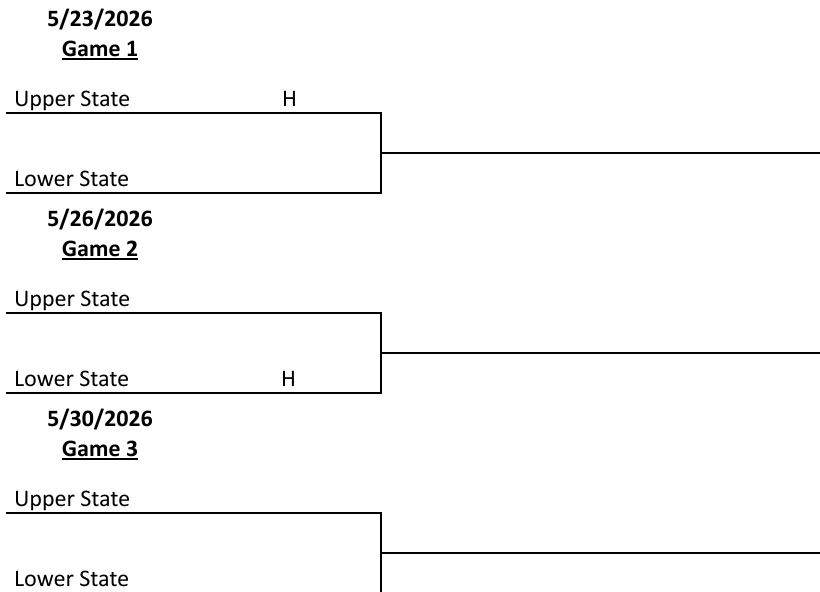 5/23/2026
Game 1
Upper State H
Lower State
5/26/2026
Game 2
Upper State
Lower State H
5/30/2026
Game 3
Upper State
Lower State